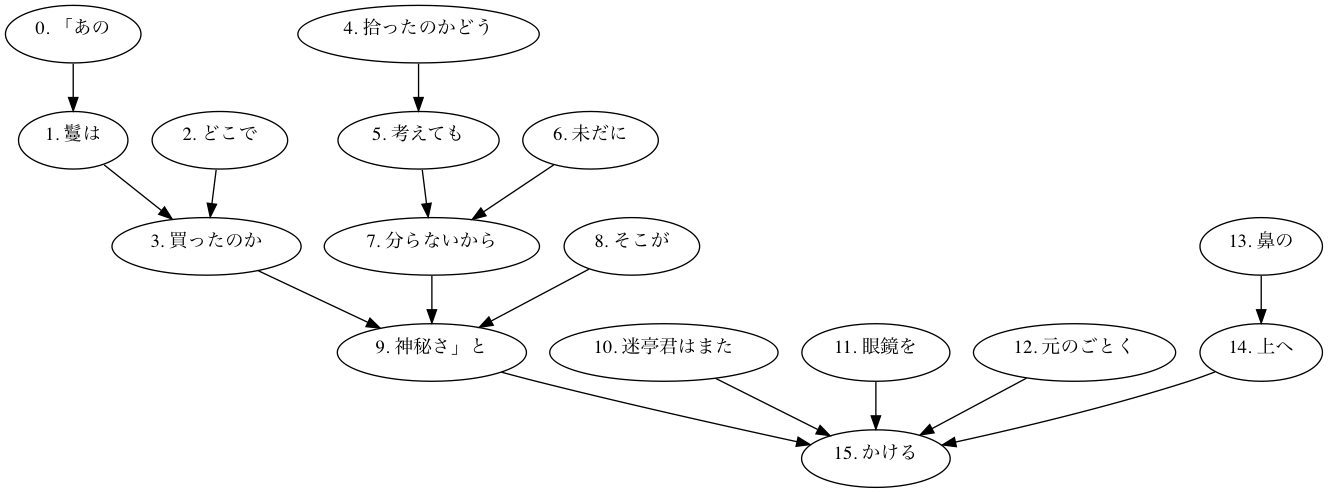 0. 「あの
4. 拾ったのかどう
1. 鬘は
2. どこで
5. 考えても
6. 未だに
3. 買ったのか
7. 分らないから
8. そこが
13. 鼻の
9. 神秘さ」と
10. 迷亭君はまた
11. 眼鏡を
12. 元のごとく
14. 上へ
15. かける